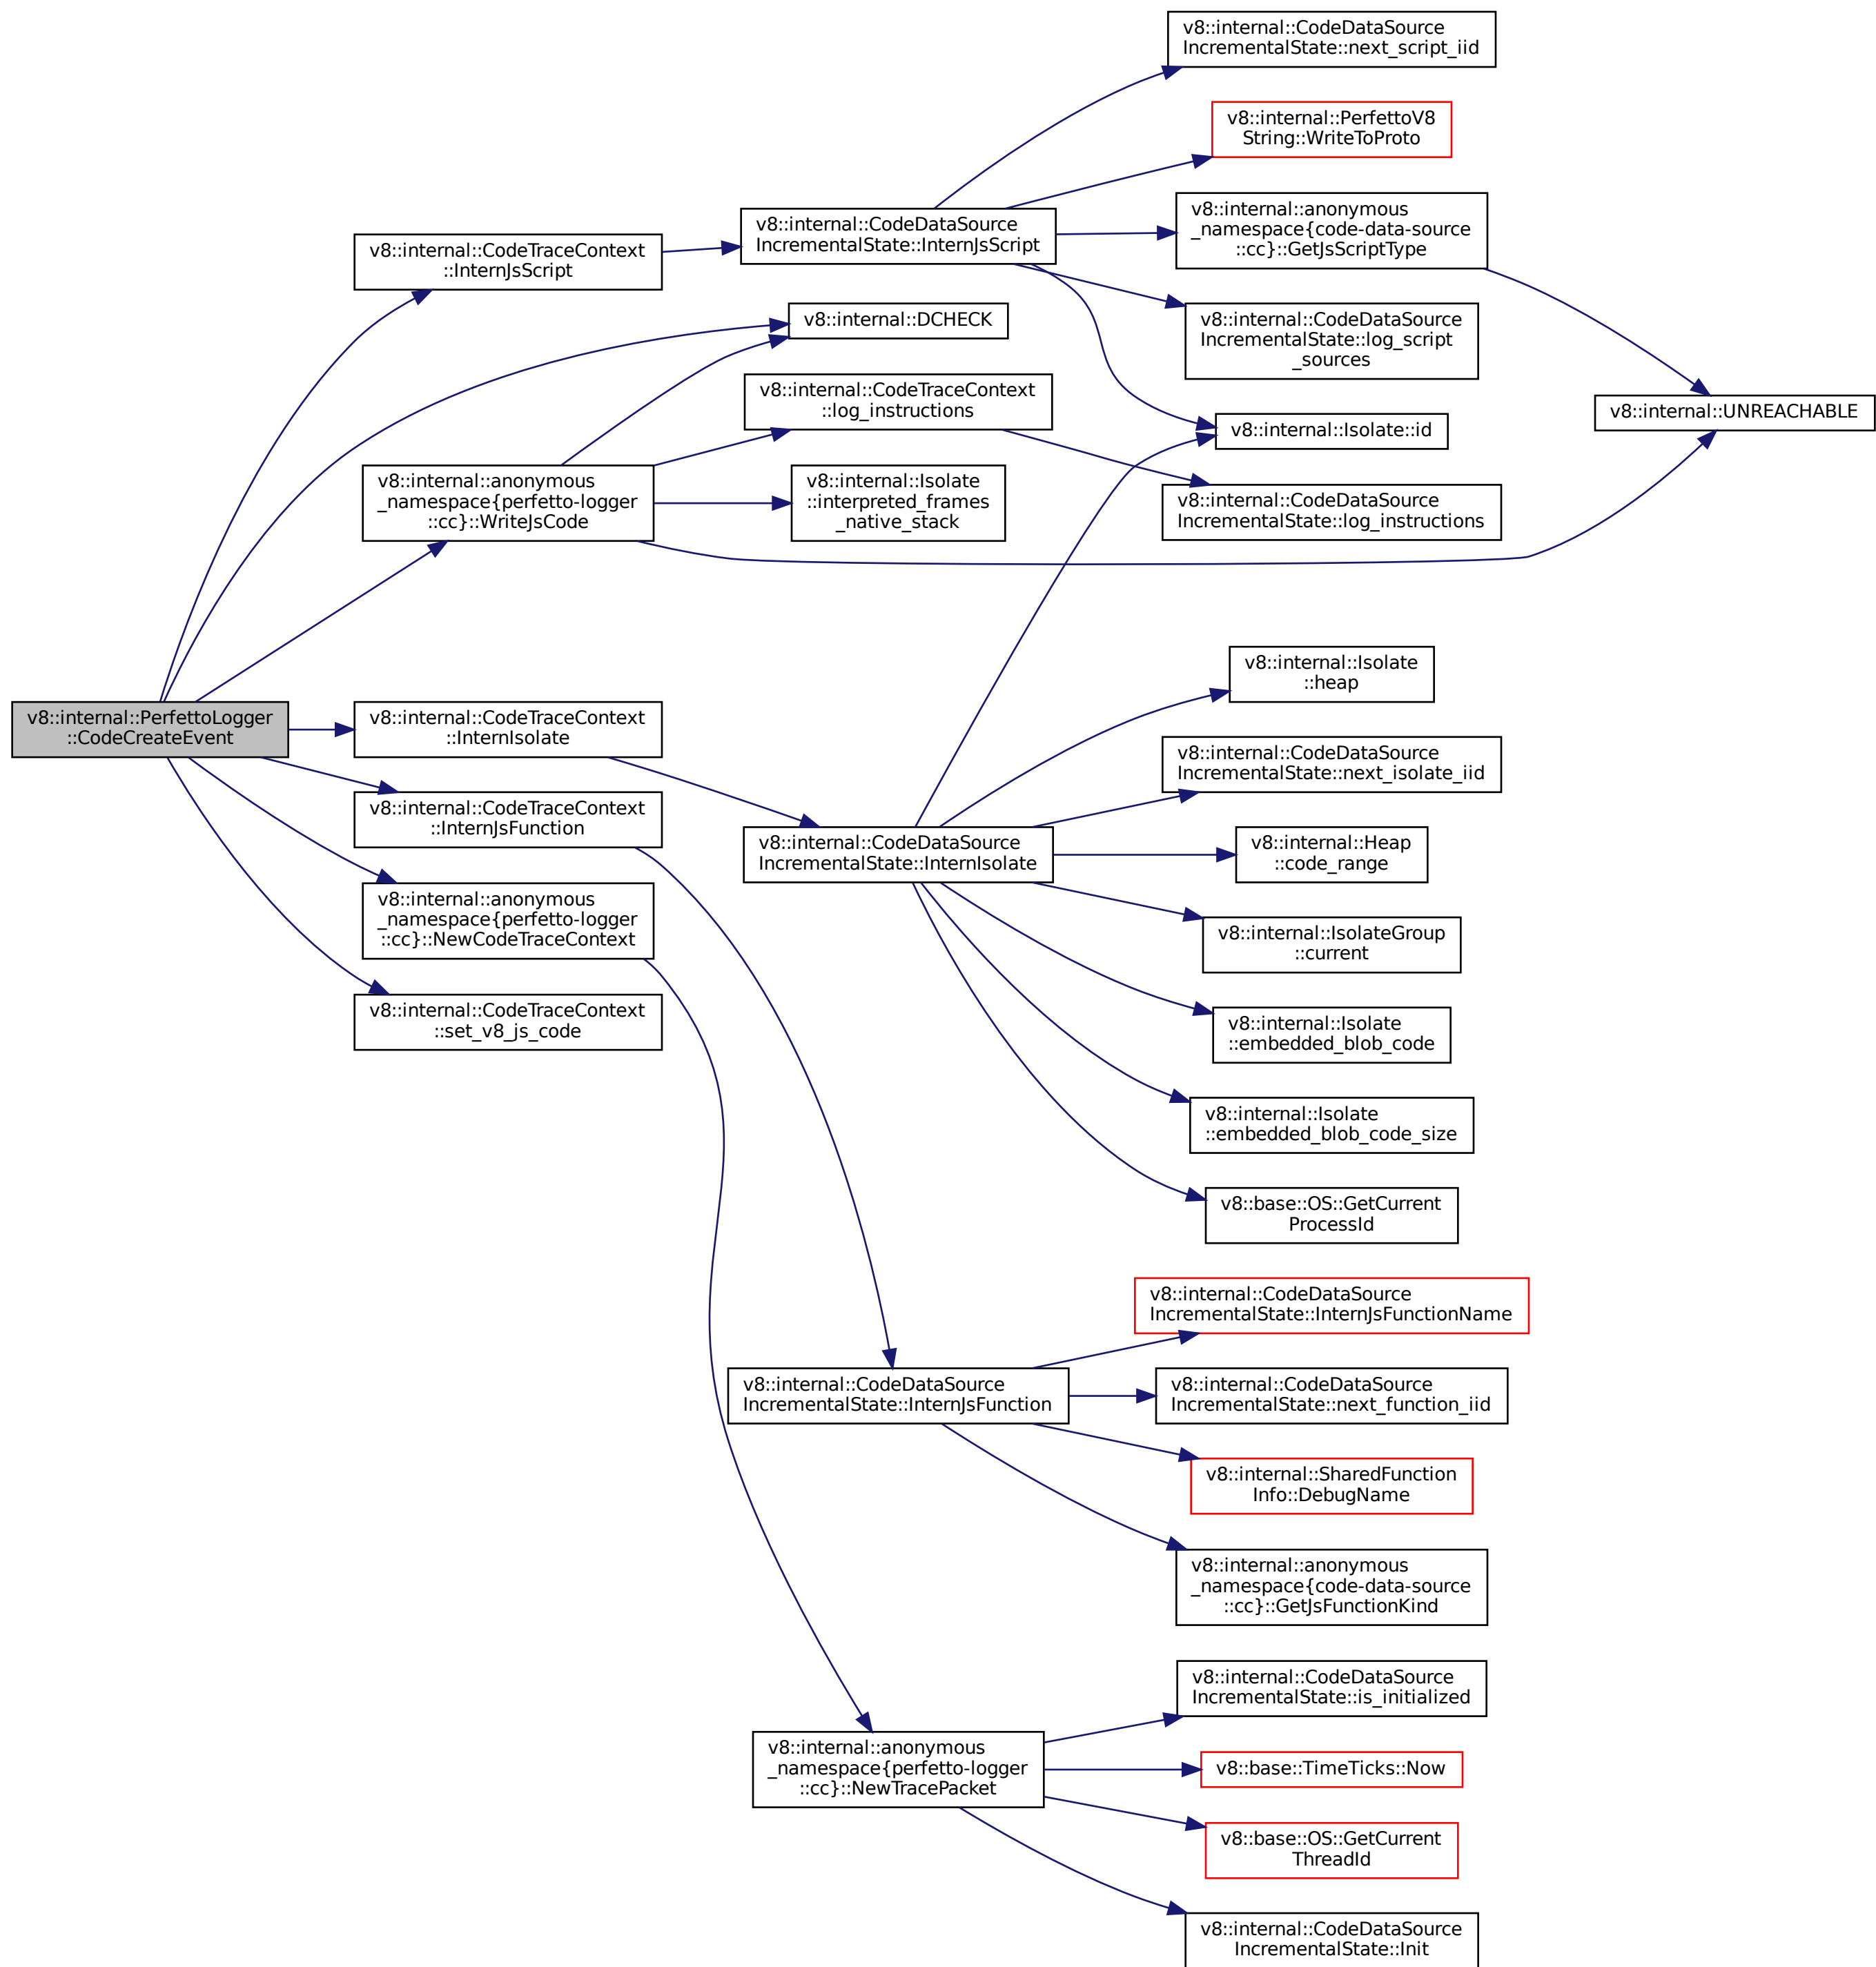 v8::internal::CodeDataSource
IncrementalState::next_script_iid
v8::internal::PerfettoV8
String::WriteToProto
v8::internal::anonymous
_namespace{code-data-source
::cc}::GetJsScriptType
v8::internal::CodeDataSource
IncrementalState::InternJsScript
v8::internal::CodeTraceContext
::InternJsScript
v8::internal::DCHECK
v8::internal::CodeDataSource
IncrementalState::log_script
_sources
v8::internal::CodeTraceContext
::log_instructions
v8::internal::UNREACHABLE
v8::internal::Isolate::id
v8::internal::anonymous
_namespace{perfetto-logger
::cc}::WriteJsCode
v8::internal::Isolate
::interpreted_frames
_native_stack
v8::internal::CodeDataSource
IncrementalState::log_instructions
v8::internal::Isolate
::heap
v8::internal::PerfettoLogger
::CodeCreateEvent
v8::internal::CodeTraceContext
::InternIsolate
v8::internal::CodeDataSource
IncrementalState::next_isolate_iid
v8::internal::CodeTraceContext
::InternJsFunction
v8::internal::CodeDataSource
IncrementalState::InternIsolate
v8::internal::Heap
::code_range
v8::internal::anonymous
_namespace{perfetto-logger
::cc}::NewCodeTraceContext
v8::internal::IsolateGroup
::current
v8::internal::CodeTraceContext
::set_v8_js_code
v8::internal::Isolate
::embedded_blob_code
v8::internal::Isolate
::embedded_blob_code_size
v8::base::OS::GetCurrent
ProcessId
v8::internal::CodeDataSource
IncrementalState::InternJsFunctionName
v8::internal::CodeDataSource
IncrementalState::InternJsFunction
v8::internal::CodeDataSource
IncrementalState::next_function_iid
v8::internal::SharedFunction
Info::DebugName
v8::internal::anonymous
_namespace{code-data-source
::cc}::GetJsFunctionKind
v8::internal::CodeDataSource
IncrementalState::is_initialized
v8::internal::anonymous
_namespace{perfetto-logger
::cc}::NewTracePacket
v8::base::TimeTicks::Now
v8::base::OS::GetCurrent
ThreadId
v8::internal::CodeDataSource
IncrementalState::Init